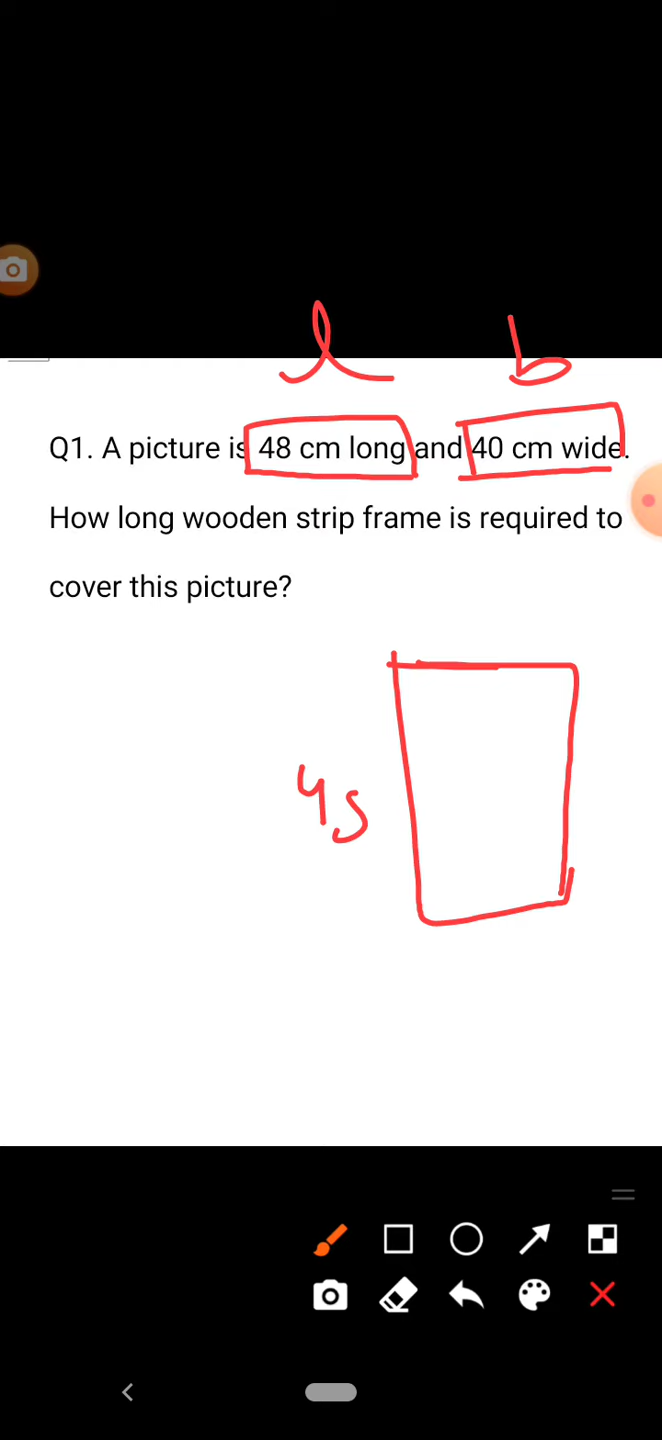 l b
Q1. A picture is 48 cm long and 40 cm wide.
How long wooden strip frame is required to
cover this picture?